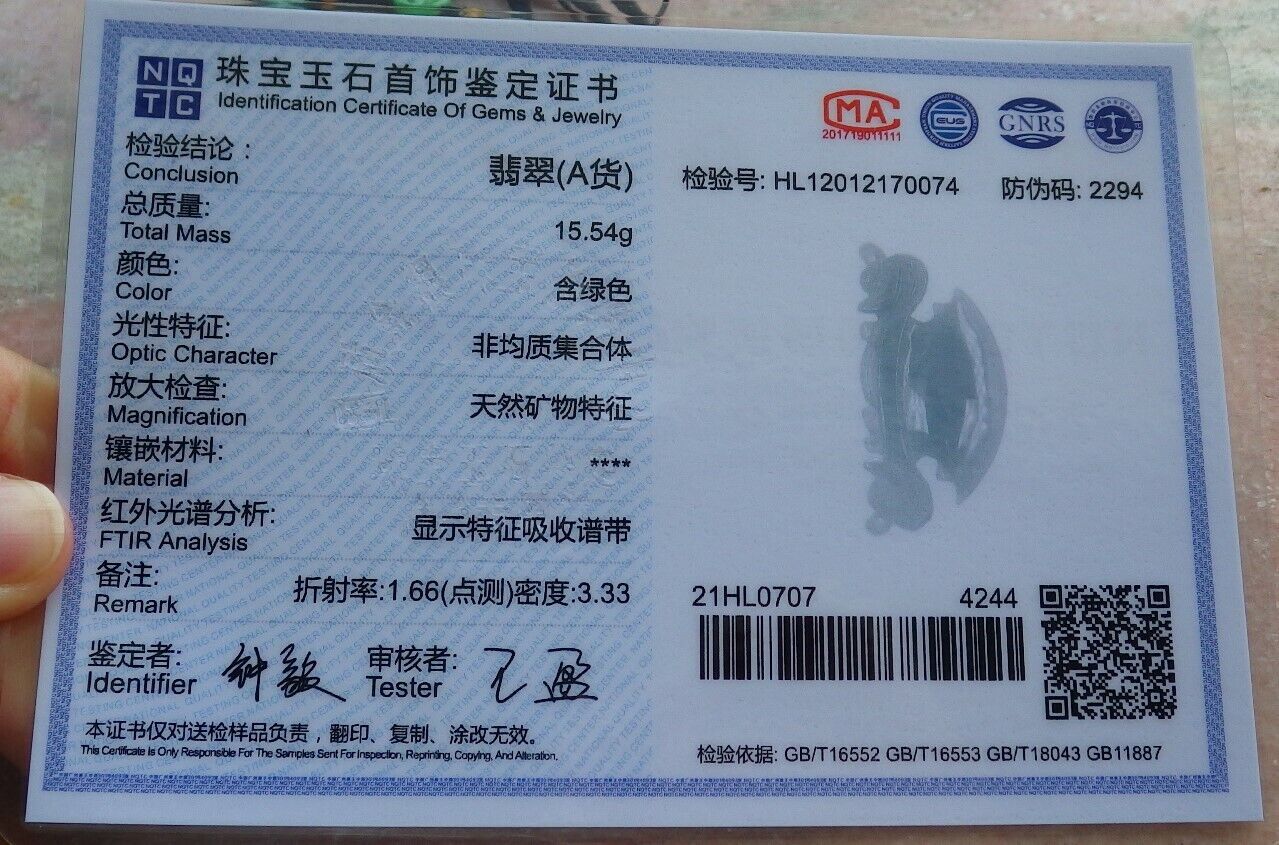 NQ
TC
珠宝玉石首饰鉴定证书
Identification Certificate Of Gems & Jewelry
检验结论：
Conclusion
翡翠(A货)
总质量:
Total Mass
15.54g
颜色:
Color
含绿色
光性特征:
Optic Character
非均质集合体
放大检查:
Magnification
天然矿物特征
镶嵌材料:
Material
****
红外光谱分析:
FTIR Analysis
显示特征吸收谱带
备注:
Remark
折射率:1.66(点测)密度:3.33
鉴定者:
Identifier
审核者:
Tester
本证书仅对送检样品负责，翻印、复制、涂改无效。
This Certificate Is Only Responsible For The Samples Sent For Inspection, Reprinting, Copying, And Alteration.
MA
201719011111
CEUS
GNRS
检验号: HL12012170074 防伪码: 2294
21HL0707 4244
检验依据: GB/T16552 GB/T16553 GB/T18043 GB11887